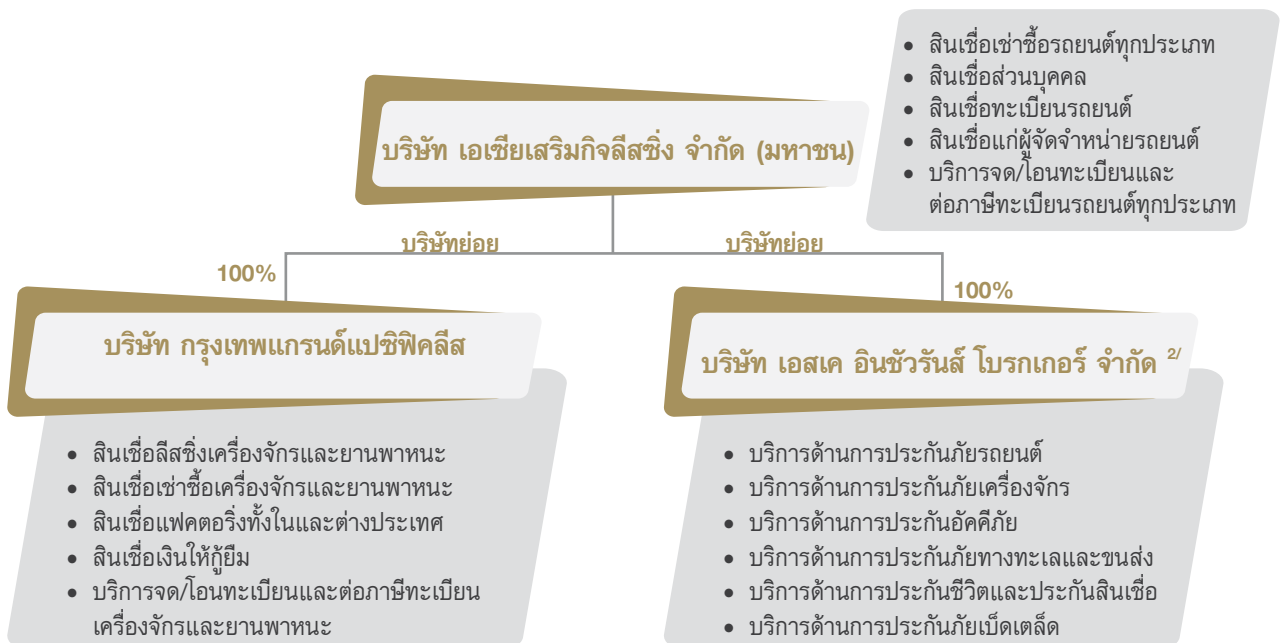 • สินเชื่อเช่าซื้อรถยนต์ทุกประเภท
• สินเชื่อส่วนบุคคล
• สินเชื่อทะเบียนรถยนต์
• สินเชื่อแก่ผู้จัดจำหน่ายรถยนต์
• บริการจด/โอนทะเบียนและ
ต่อภาษีทะเบียนรถยนต์ทุกประเภท
บริษัท เอเซียเสริมกิจลีสซิ่ง จำกัด (มหาชน)
บริษัทย่อย
บริษัทย่อย
100%
100%
บริษัท กรุงเทพแกรนด์แปซิฟิคลีส
• สินเชื่อลีสซิ่งเครื่องจักรและยานพาหนะ
• สินเชื่อเช่าซื้อเครื่องจักรและยานพาหนะ
• สินเชื่อแฟคตอริ่งทั้งในและต่างประเทศ
• สินเชื่อเงินให้กู้ยืม
• บริการจด/โอนทะเบียนและต่อภาษีทะเบียน
เครื่องจักรและยานพาหนะ
บริษัท เอสเค อินชัวรันส์ โบรกเกอร์ จำกัด 2/
• บริการด้านการประกันภัยรถยนต์
• บริการด้านการประกันภัยเครื่องจักร
• บริการด้านการประกันอัคคีภัย
• บริการด้านการประกันภัยทางทะเลและขนส่ง
• บริการด้านการประกันชีวิตและประกันสินเชื่อ
• บริการด้านการประกันภัยเบ็ดเตล็ด